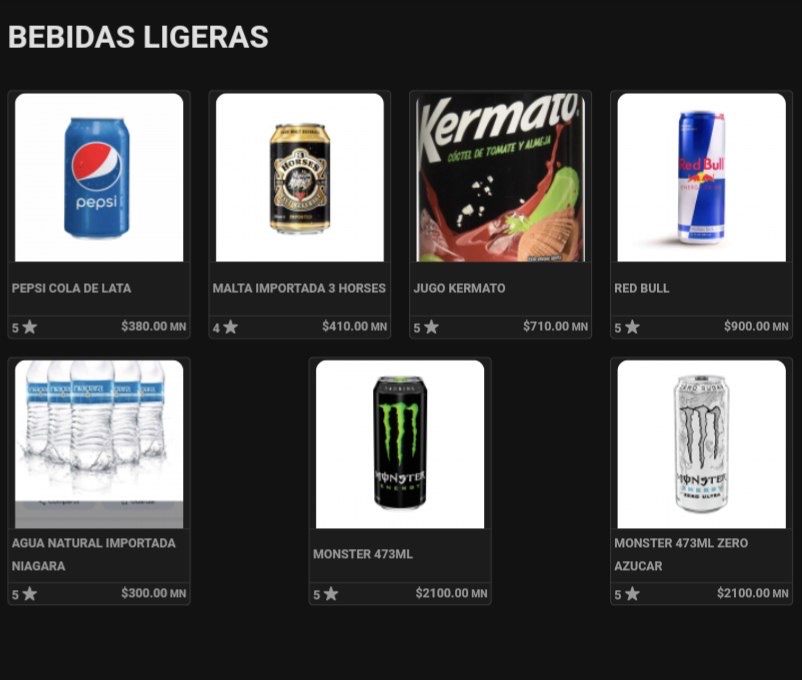 BEBIDAS LIGERAS
pepsi
3
HORSES
IMPORTED
Kermato
CÓCTEL DE TOMATE Y ALMEJA
Red Bull
PEPSI COLA DE LATA
MALTA IMPORTADA 3 HORSES
JUGO KERMATO
RED BULL
5 ★ $380.00 MN
4 ★ $410.00 MN
5 ★ $710.00 MN
5 ★ $900.00 MN
niagara
MONSTER
ENERGY
ZERO SUGAR
MONSTER
ENERGY
ZERO ULTRA
AGUA NATURAL IMPORTADA
NIAGARA
MONSTER 473ML
MONSTER 473ML ZERO
AZUCAR
5 ★ $300.00 MN
5 ★ $2100.00 MN
5 ★ $2100.00 MN